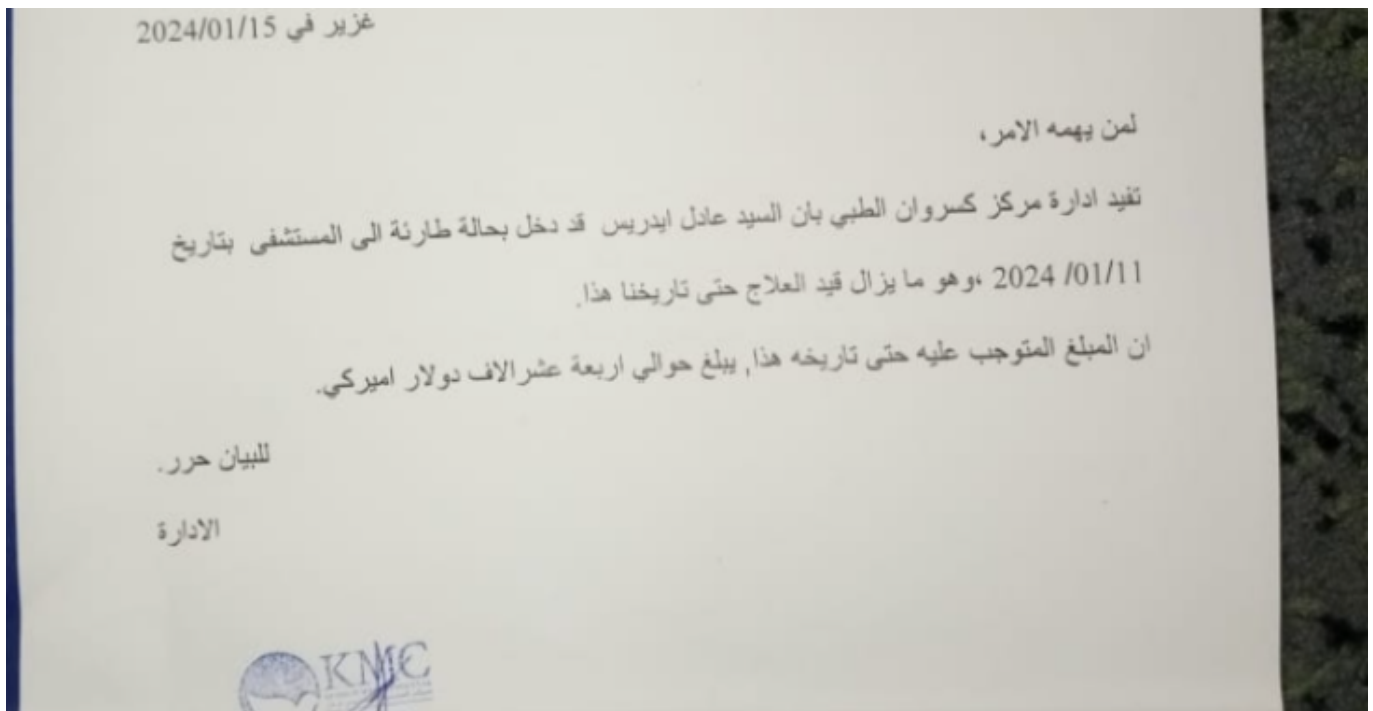 غزير في 2024/01/15
لمن يهمه الامر،
تفيد ادارة مركز كسروان الطبي بان السيد عادل ايدريس قد دخل بحالة طارئة الى المستشفى بتاريخ
2024 /01/11 ،وهو ما يزال قيد العلاج حتى تاريخنا هذا.
ان المبلغ المتوجب عليه حتى تاريخه هذا, يبلغ حوالي اربعة عشرالاف دولار اميركي.
للبيان حرر.
الادارة
KMC